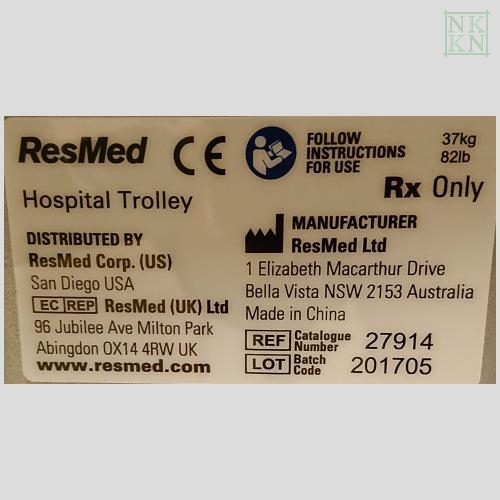 NK
KN
ResMed CE
Hospital Trolley
DISTRIBUTED BY
ResMed Corp. (US)
San Diego USA
EC REP ResMed (UK) Ltd
96 Jubilee Ave Milton Park
Abingdon OX14 4RW UK
www.resmed.com
FOLLOW
INSTRUCTIONS
FOR USE
37kg
82lb
Rx Only
MANUFACTURER
ResMed Ltd
1 Elizabeth Macarthur Drive
Bella Vista NSW 2153 Australia
Made in China
REF Catalogue Number 27914
LOT Batch Code 201705